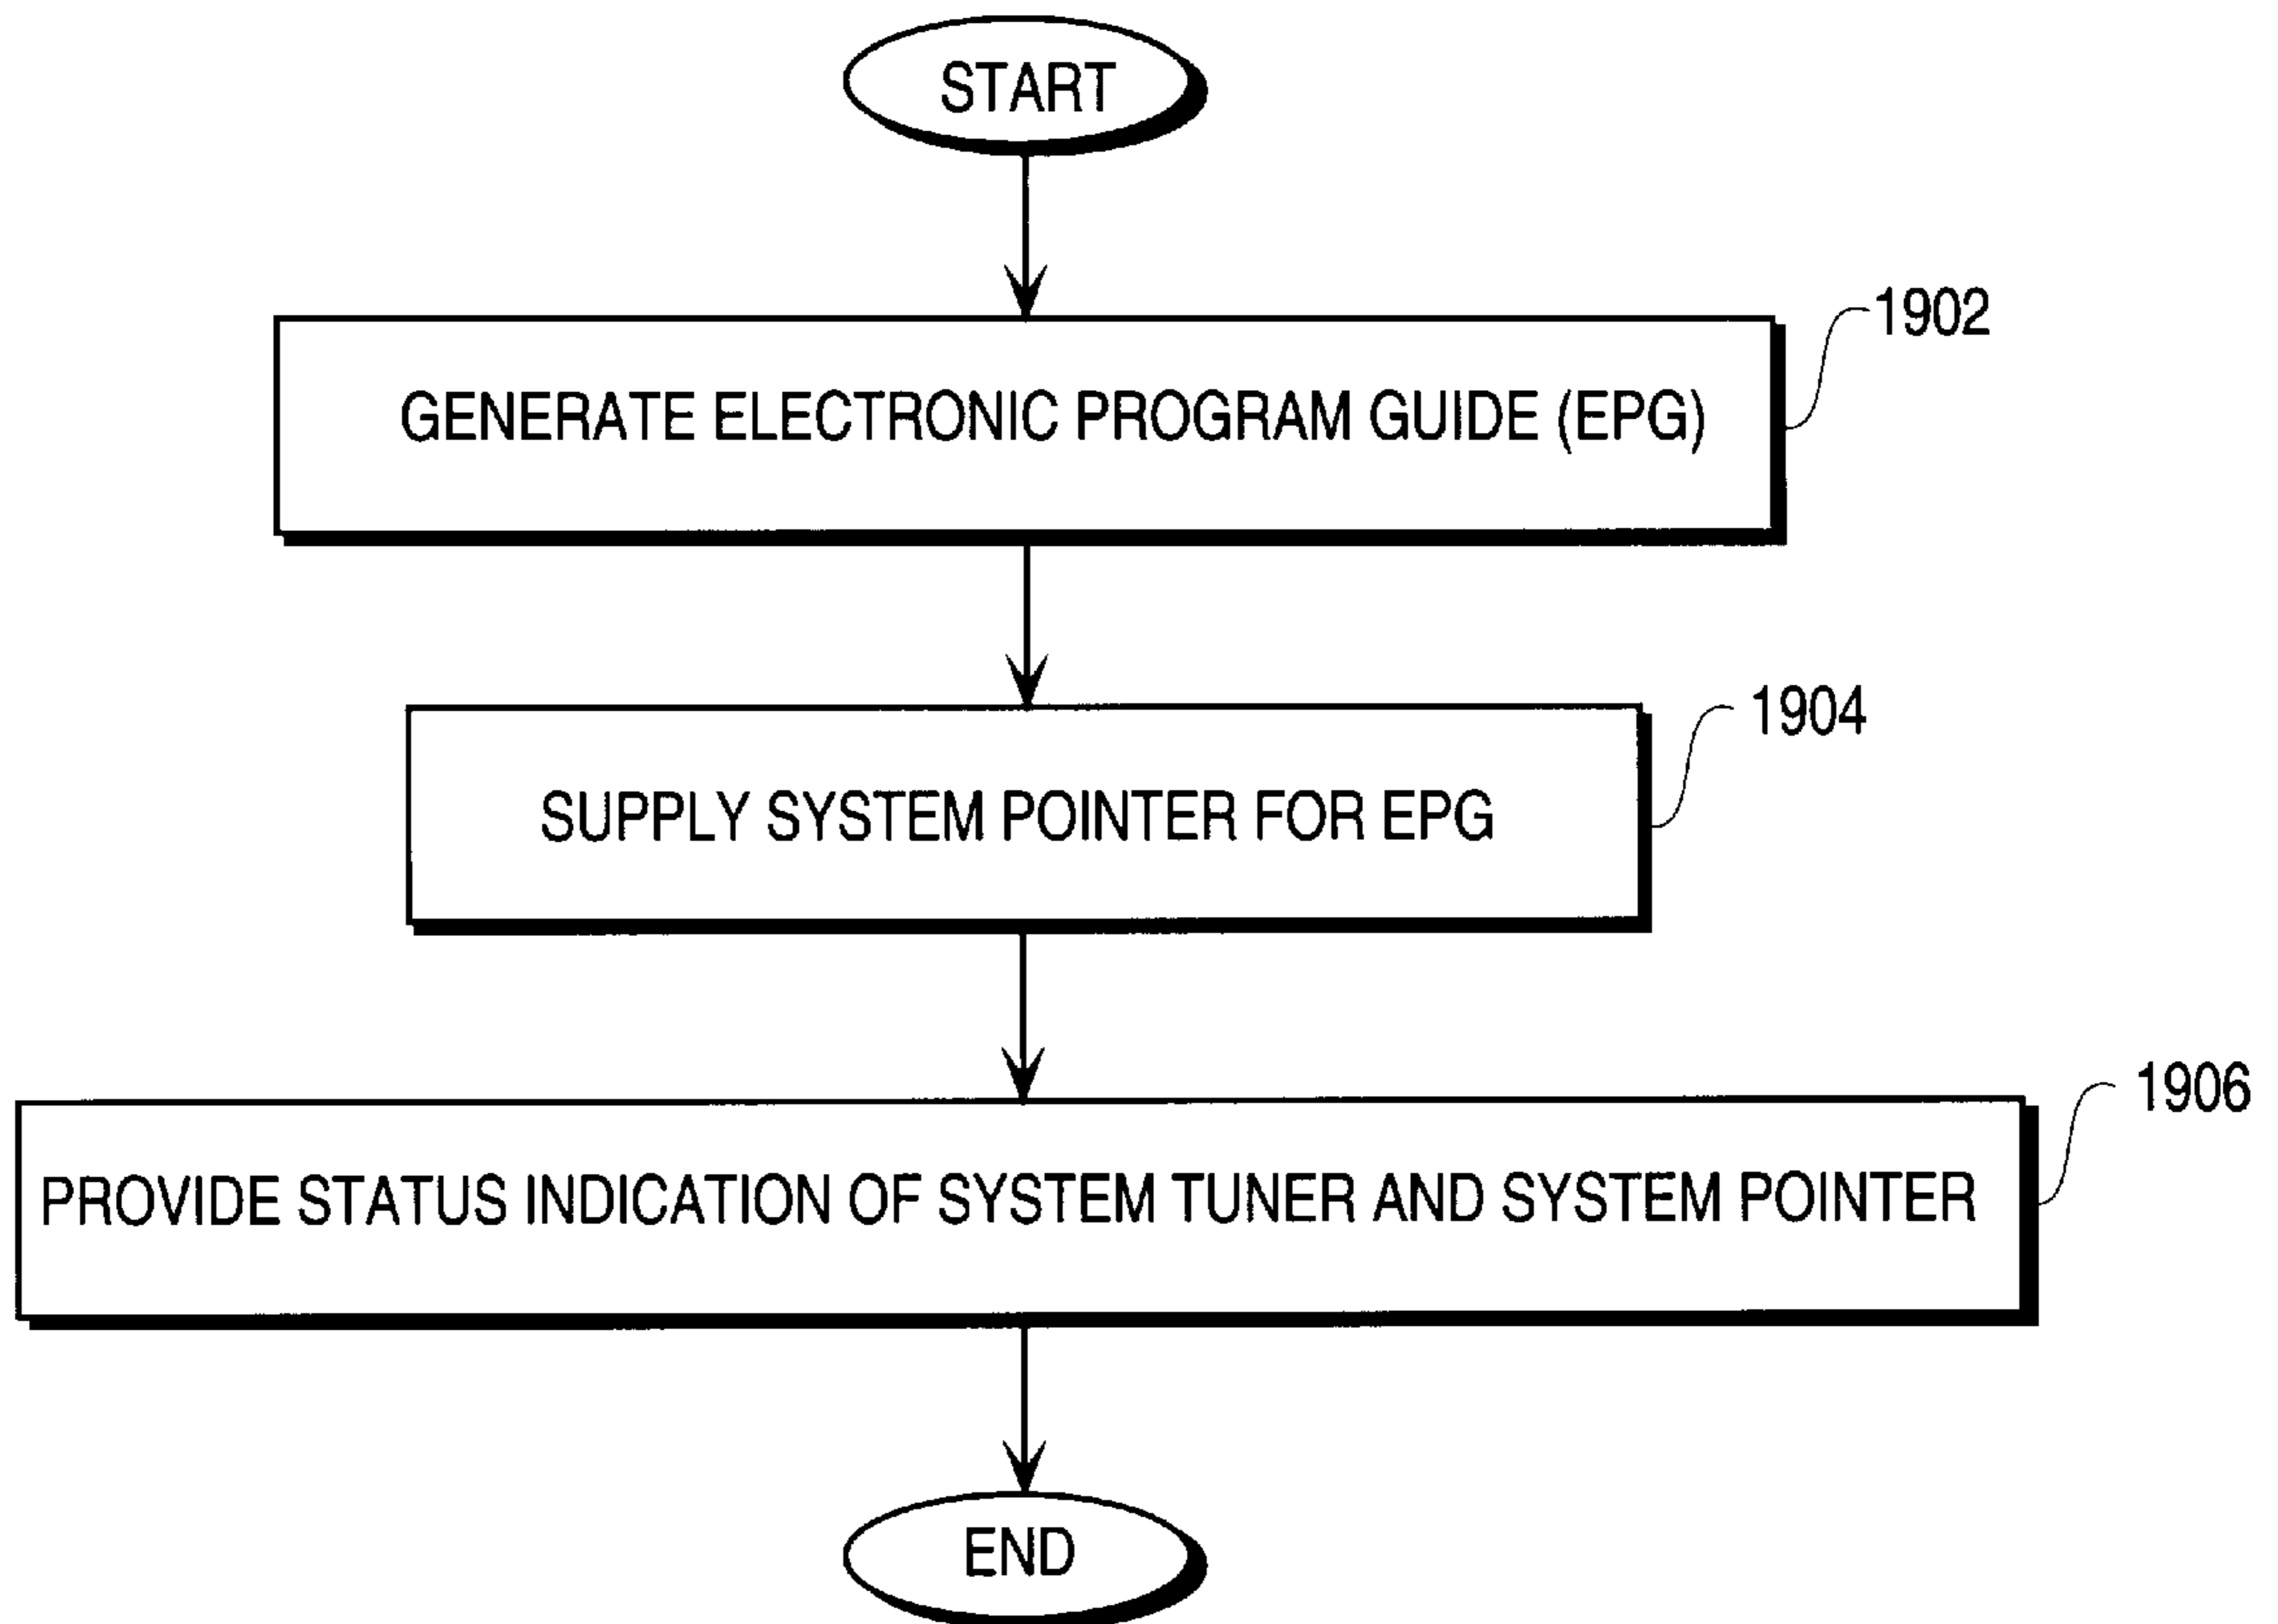 START
1902
GENERATE ELECTRONIC PROGRAM GUIDE (EPG)
1904
SUPPLY SYSTEM POINTER FOR EPG
1906
PROVIDE STATUS INDICATION OF SYSTEM TUNER AND SYSTEM POINTER
END